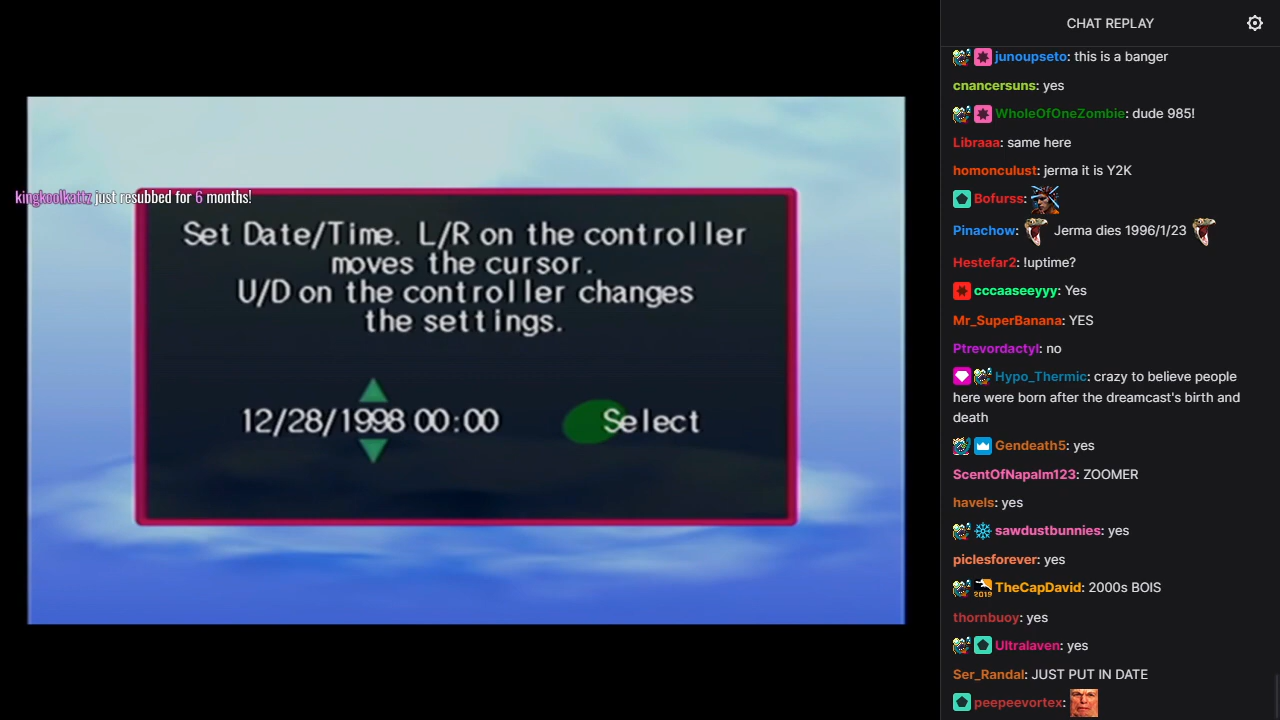 kingkoolkattz just resubbed for 6 months!
Set Date/Time. L/R on the controller
moves the cursor.
U/D on the controller changes
the settings.
12/28/1998 00:00
Select
CHAT REPLAY
junoupseto: this is a banger
cnancersuns: yes
WholeOfOneZombie: dude 985!
Libraaa: same here
homonculust: jerma it is Y2K
Bofurss:
Pinachow: Jerma dies 1996/1/23
Hestefar2: !uptime?
cccaaseeyyy: Yes
Mr_SuperBanana: YES
Ptrevordactyl: no
Hypo_Thermic: crazy to believe people
here were born after the dreamcast's birth and
death
Gendeath5: yes
ScentOfNapalm123: ZOOMER
havels: yes
sawdustbunnies: yes
piclesforever: yes
2019 TheCapDavid: 2000s BOIS
thornbuoy: yes
Ultralaven: yes
Ser_Randal: JUST PUT IN DATE
peepeevortex: